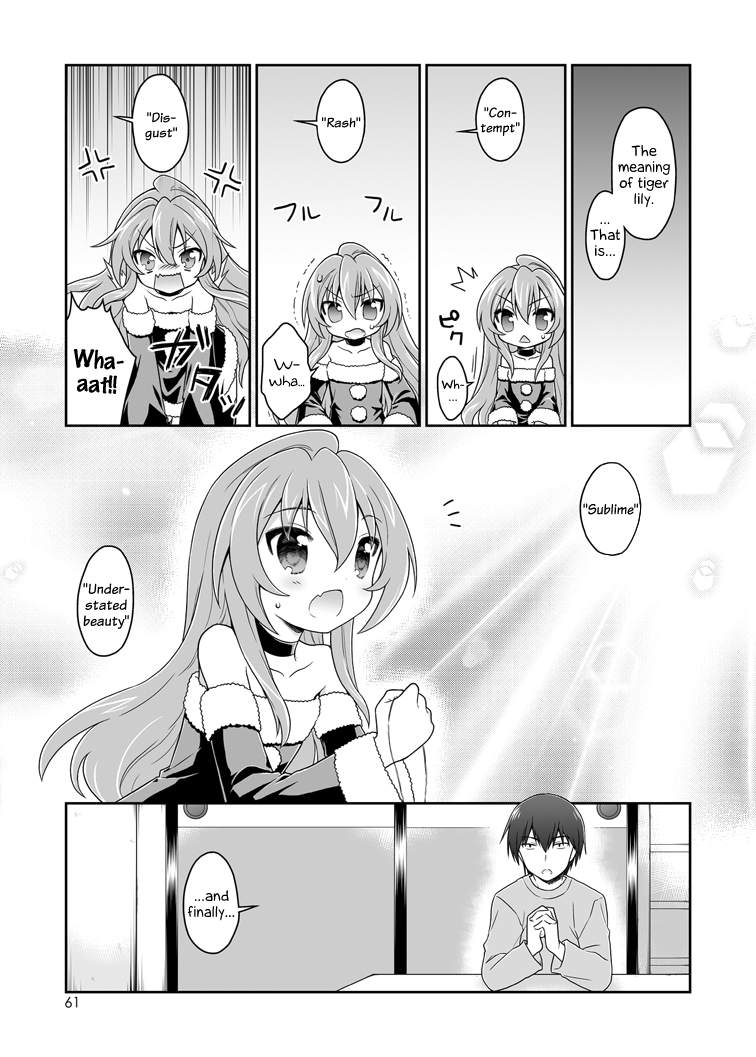 The
meaning
of tiger
lily.
...
That
is...
"Con-
tempt"
ピク
Wh-
...
"Rash"
フル
フル
W-
wha...
"Dis-
gust"
Wha-
aaat!!
ガタッ
"Sublime"
"Under-
stated
beauty"
...and
finally...
61